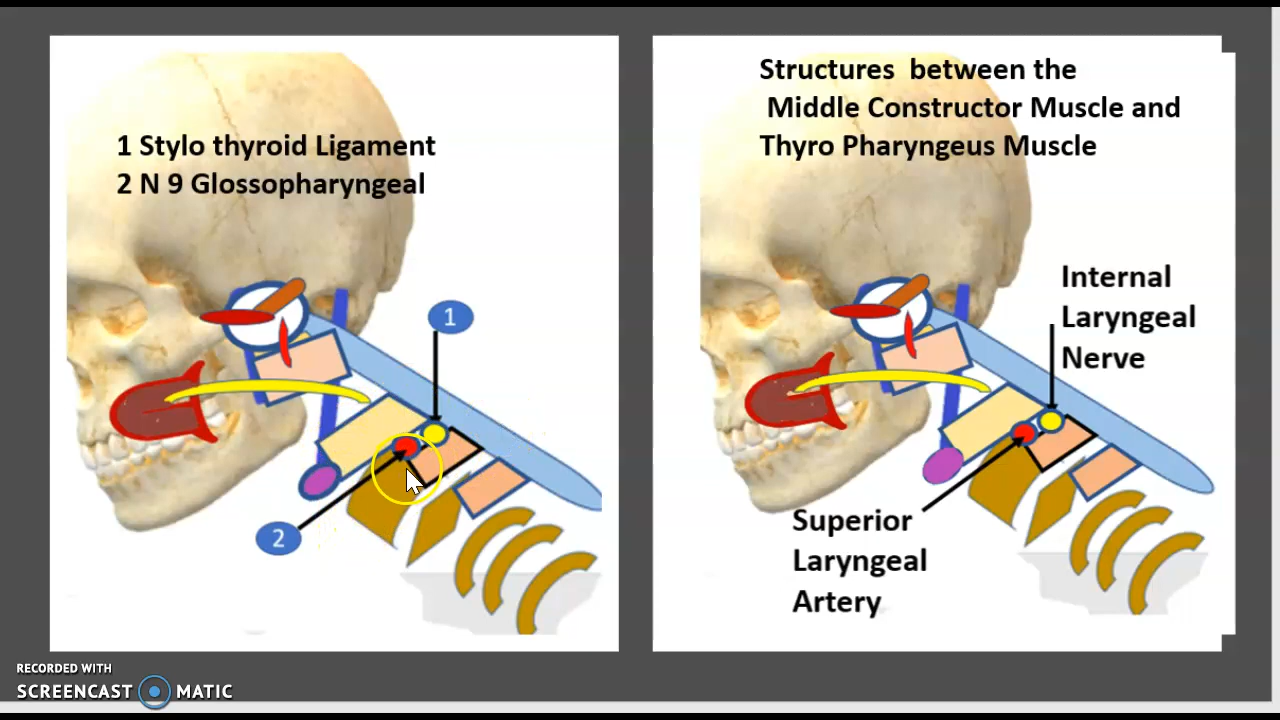 1 Stylo thyroid Ligament
2 N 9 Glossopharyngeal
1
2
Structures between the
Middle Constructor Muscle and
Thyro Pharyngeus Muscle
Internal
Laryngeal
Nerve
Superior
Laryngeal
Artery
RECORDED WITH
SCREENCAST MATIC